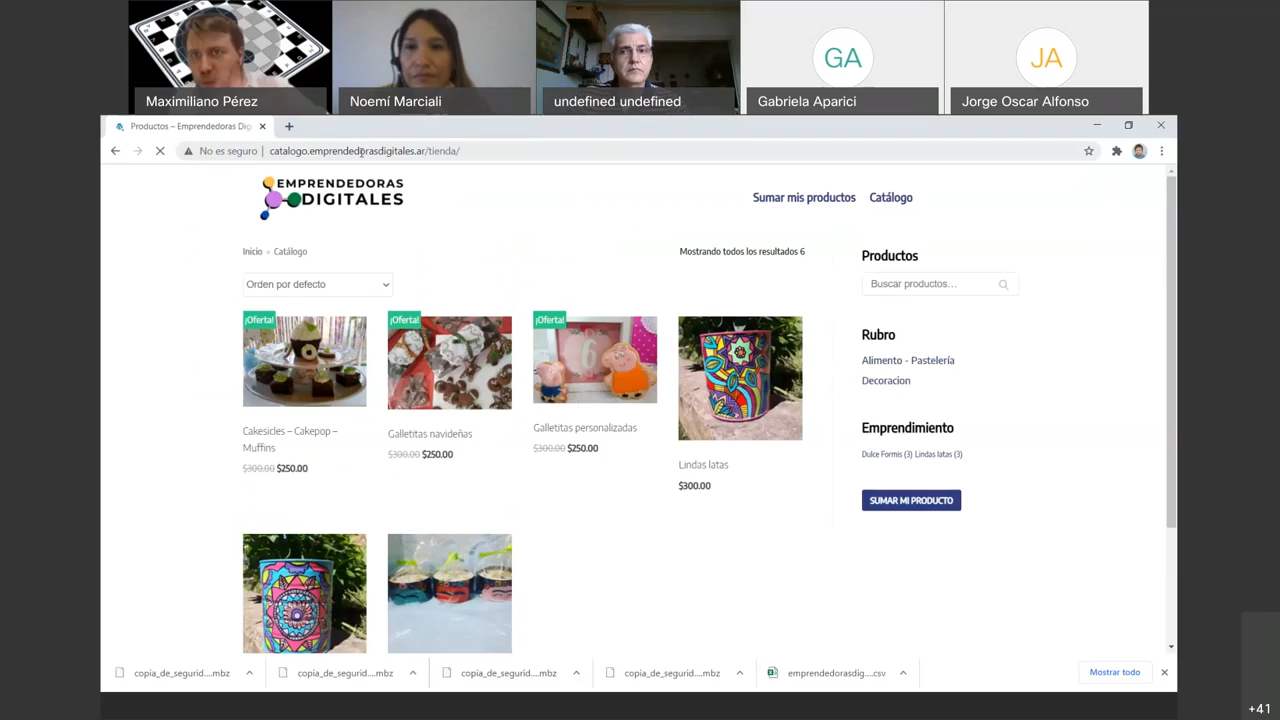 GA
JA
Maximiliano Pérez
Noemí Marciali
undefined undefined
Gabriela Aparici
Jorge Oscar Alfonso
Productos – Emprendedoras Dig
No es seguro
catalogo.emprendedorasdigitales.ar/tienda/
EMPRENDEDORAS
DIGITALES
Sumar mis productos
Catálogo
Inicio » Catálogo
Mostrando todos los resultados 6
Orden por defecto
¡Oferta!
Cakesicles – Cakepop –
Muffins
$300.00 $250.00
¡Oferta!
Galletitas navideñas
$300.00 $250.00
¡Oferta!
6
Galletitas personalizadas
$300.00 $250.00
Lindas latas
$300.00
Productos
Buscar productos…
Rubro
Alimento - Pastelería
Decoracion
Emprendimiento
Dulce Formis (3) Lindas latas (3)
SUMAR MI PRODUCTO
copia_de_segurid....mbz
copia_de_segurid....mbz
copia_de_segurid....mbz
copia_de_segurid....mbz
emprendedorasdig....csv
Mostrar todo
+41